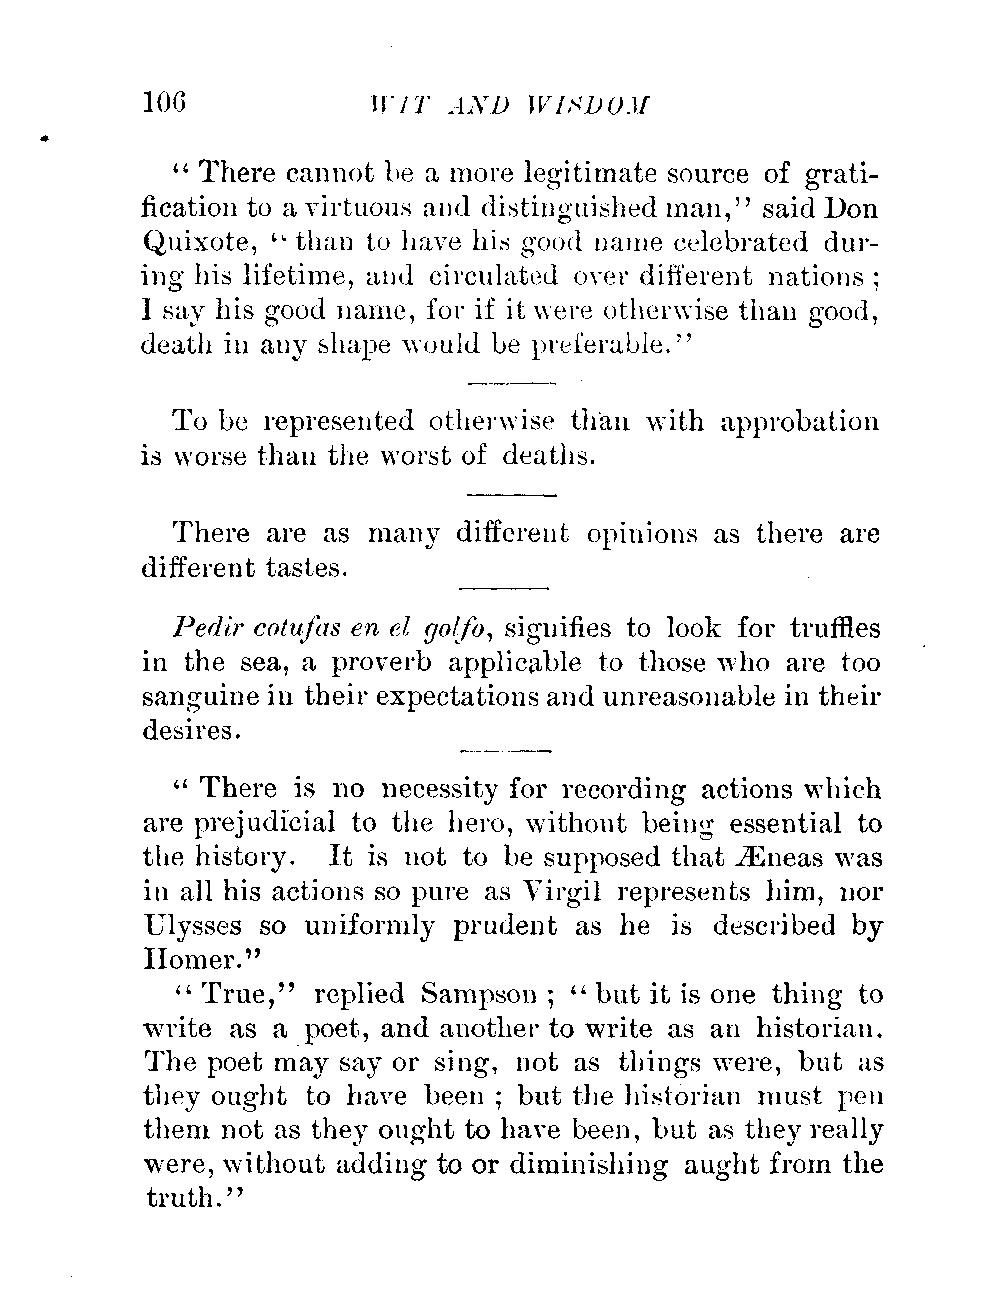 106 WIT AND WISDOM
“ There cannot be a more legitimate source of grati-
fication to a virtuous and distinguished man,” said Don
Quixote, “ than to have his good name celebrated dur-
ing his lifetime, and circulated over different nations ;
I say his good name, for if it were otherwise than good,
death in any shape would be preferable.”
To be represented otherwise than with approbation
is worse than the worst of deaths.
There are as many different opinions as there are
different tastes.
Pedir cotufas en el golfo, signifies to look for truffles
in the sea, a proverb applicable to those who are too
sanguine in their expectations and unreasonable in their
desires.
“ There is no necessity for recording actions which
are prejudicial to the hero, without being essential to
the history. It is not to be supposed that Æneas was
in all his actions so pure as Virgil represents him, nor
Ulysses so uniformly prudent as he is described by
Homer.”
“ True,” replied Sampson ; “ but it is one thing to
write as a poet, and another to write as an historian.
The poet may say or sing, not as things were, but as
they ought to have been ; but the historian must pen
them not as they ought to have been, but as they really
were, without adding to or diminishing aught from the
truth.”